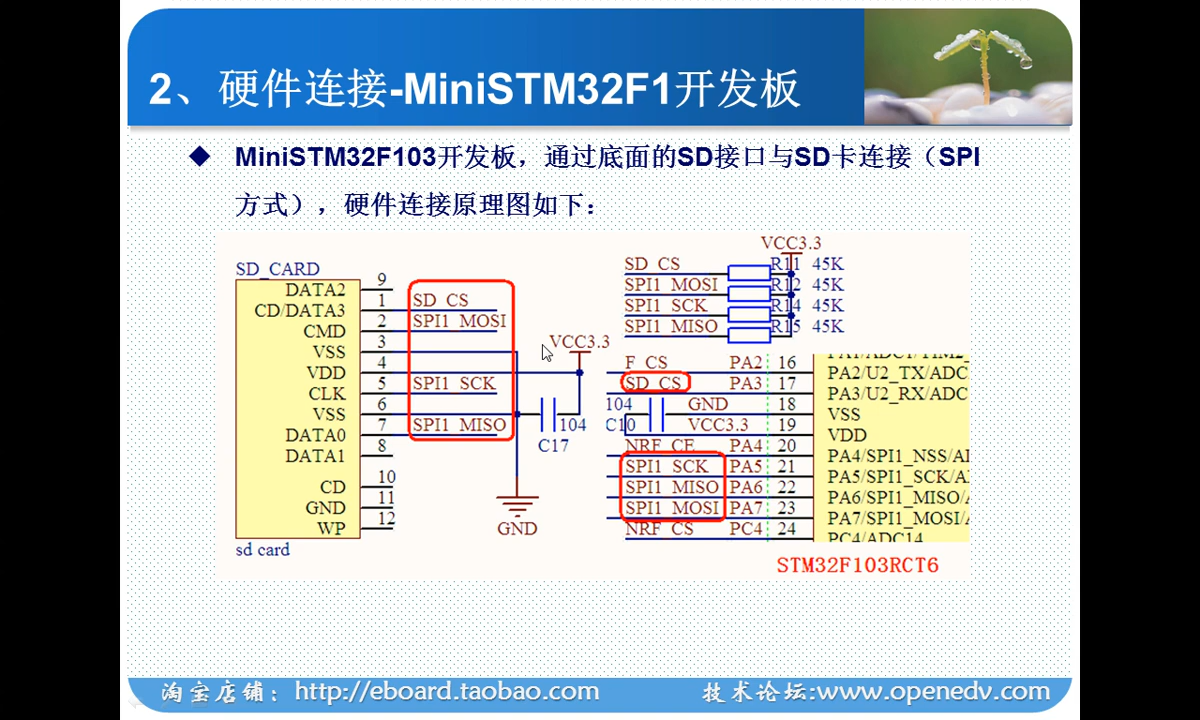 2、硬件连接-MiniSTM32F1开发板
MiniSTM32F103开发板，通过底面的SD接口与SD卡连接（SPI
方式），硬件连接原理图如下：
SD_CARD
DATA2 9
CD/DATA3 1 SD_CS
CMD 2 SPI1_MOSI
VSS 3
VDD 4
CLK 5 SPI1_SCK
VSS 6
DATA0 7 SPI1_MISO
DATA1 8
CD 10
GND 11
WP 12
sd card
VCC3.3
104
C17
GND
VCC3.3
SD_CS R11 45K
SPI1_MOSI R12 45K
SPI1_SCK R14 45K
SPI1_MISO R15 45K
F_CS PA2 16 PA2/U2_TX/ADC
SD_CS PA3 17 PA3/U2_RX/ADC
104 GND 18 VSS
C10 VCC3.3 19 VDD
NRF_CE PA4 20 PA4/SPI1_NSS/A
SPI1_SCK PA5 21 PA5/SPI1_SCK/A
SPI1_MISO PA6 22 PA6/SPI1_MISO/
SPI1_MOSI PA7 23 PA7/SPI1_MOSI/
NRF_CS PC4 24 PC4/ADC14
STM32F103RCT6
淘宝店铺：http://eboard.taobao.com
技术论坛:www.openedv.com